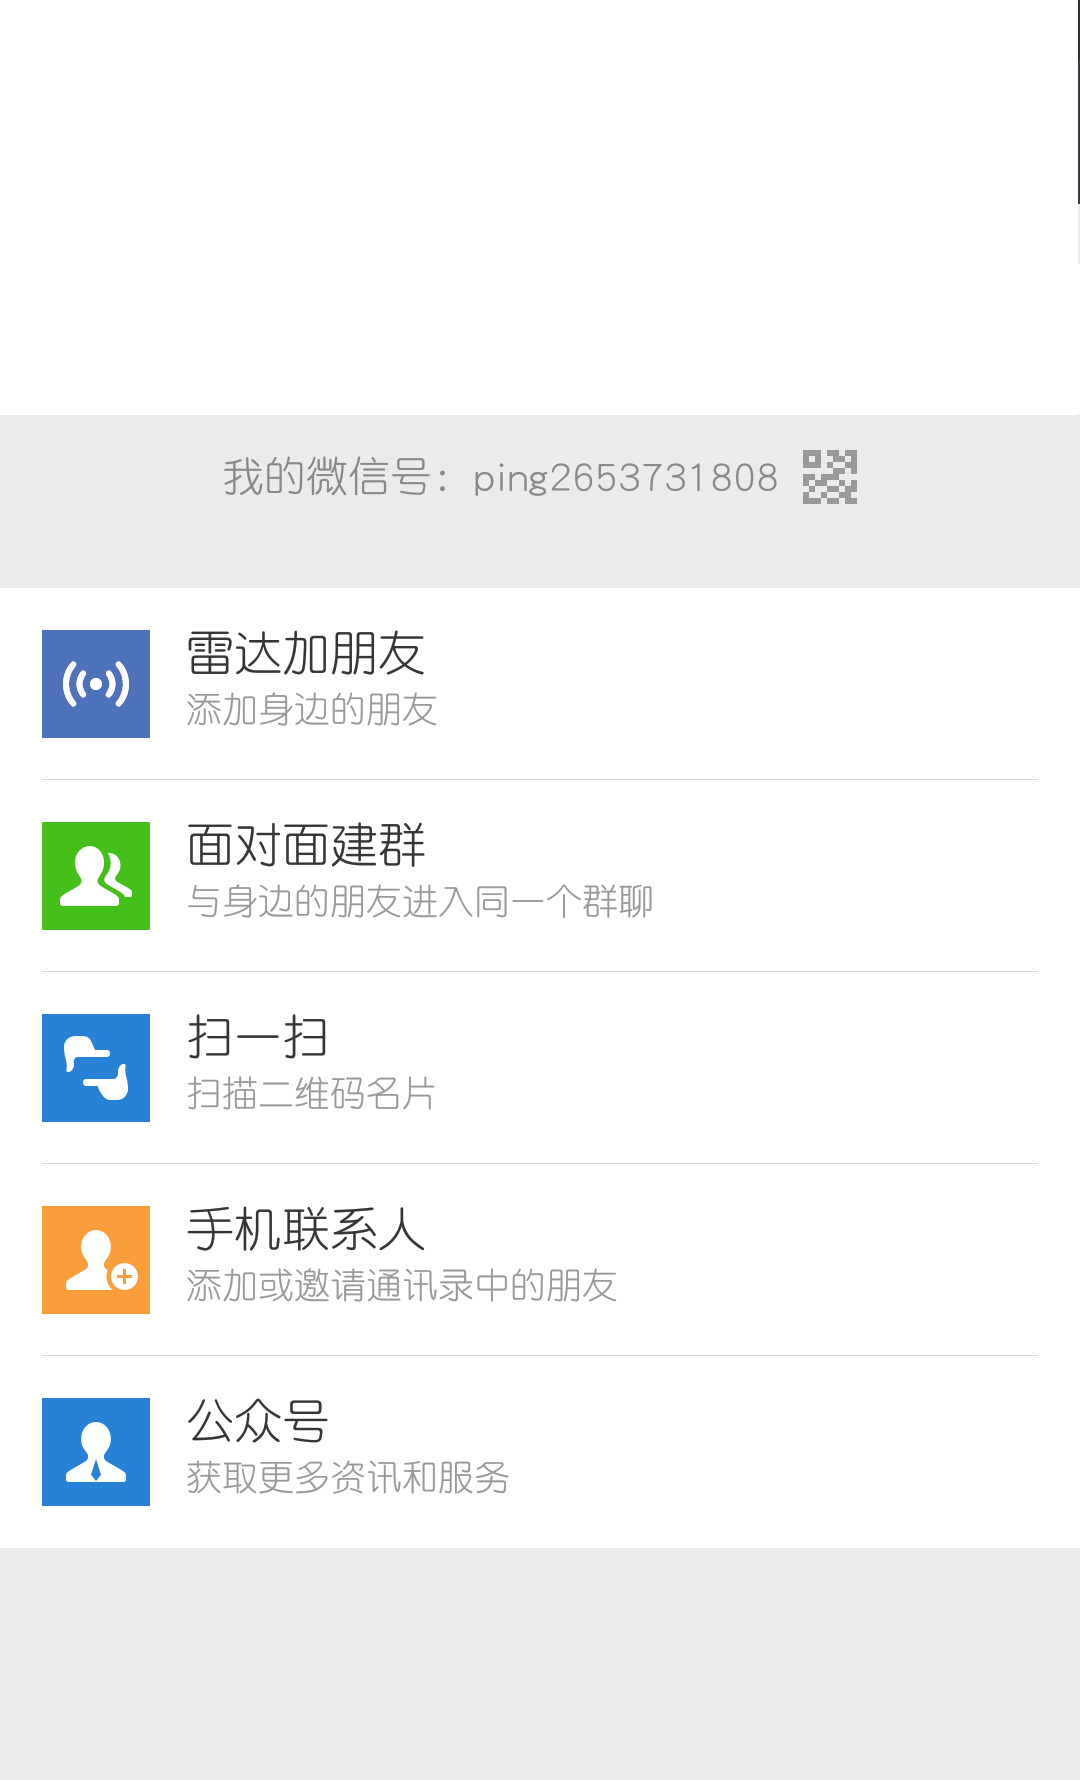 我的微信号：ping2653731808
雷达加朋友
添加身边的朋友
面对面建群
与身边的朋友进入同一个群聊
扫一扫
扫描二维码名片
手机联系人
添加或邀请通讯录中的朋友
公众号
获取更多资讯和服务